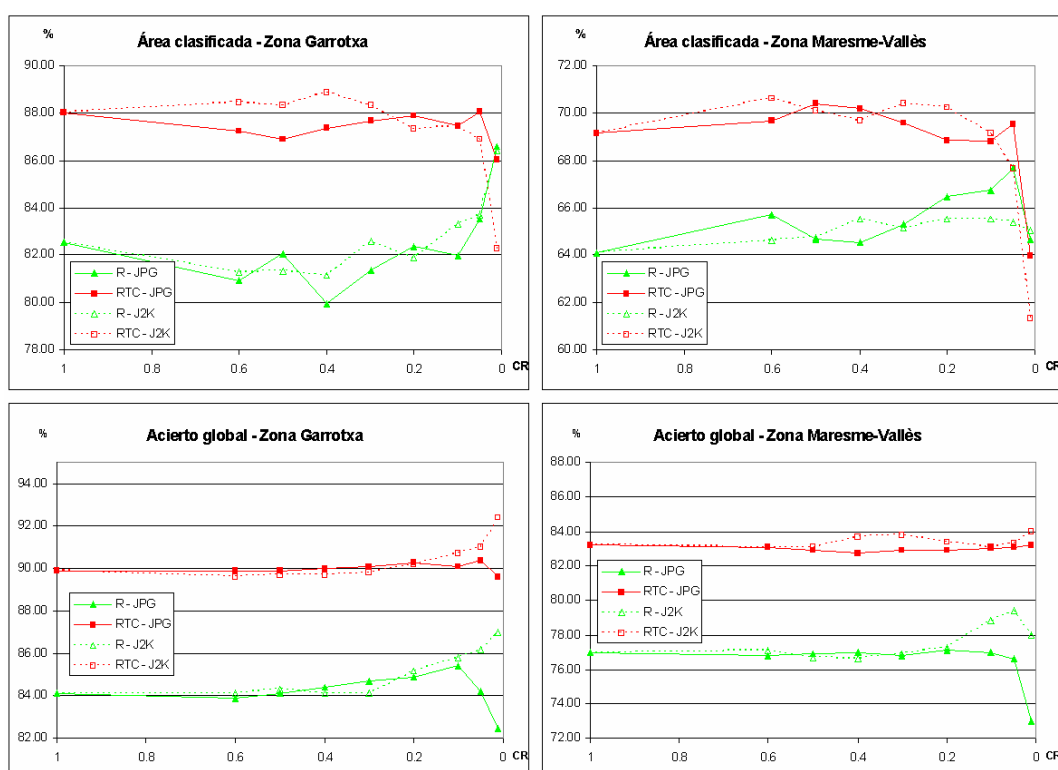 %
Área clasificada - Zona Garrotxa
90.00
88.00
86.00
84.00
82.00
80.00
78.00
R - JPG
RTC - JPG
R - J2K
RTC - J2K
1 0.8 0.6 0.4 0.2 0 CR
%
Área clasificada - Zona Maresme-Vallès
72.00
70.00
68.00
66.00
64.00
62.00
60.00
R - JPG
RTC - JPG
R - J2K
RTC - J2K
1 0.8 0.6 0.4 0.2 0 CR
%
Acierto global - Zona Garrotxa
94.00
92.00
90.00
88.00
86.00
84.00
82.00
R - JPG
RTC - JPG
R - J2K
RTC - J2K
1 0.8 0.6 0.4 0.2 0 CR
%
Acierto global - Zona Maresme-Vallès
88.00
86.00
84.00
82.00
80.00
78.00
76.00
74.00
72.00
R - JPG
RTC - JPG
R - J2K
RTC - J2K
1 0.8 0.6 0.4 0.2 0 CR